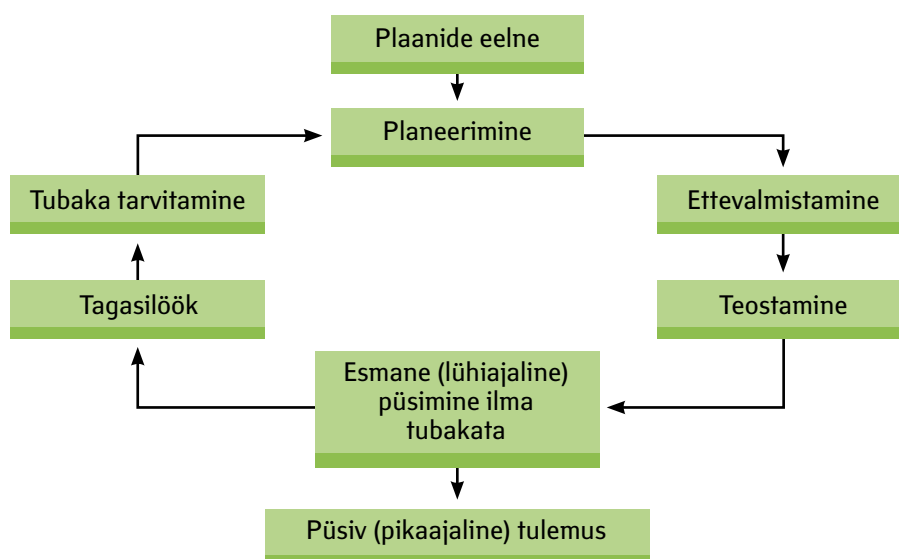 Plaanide eelne
Planeerimine
Tubaka tarvitamine
Ettevalmistamine
Tagasilöök
Teostamine
Esmane (lühiajaline)
püsimine ilma
tubakata
Püsiv (pikaajaline) tulemus